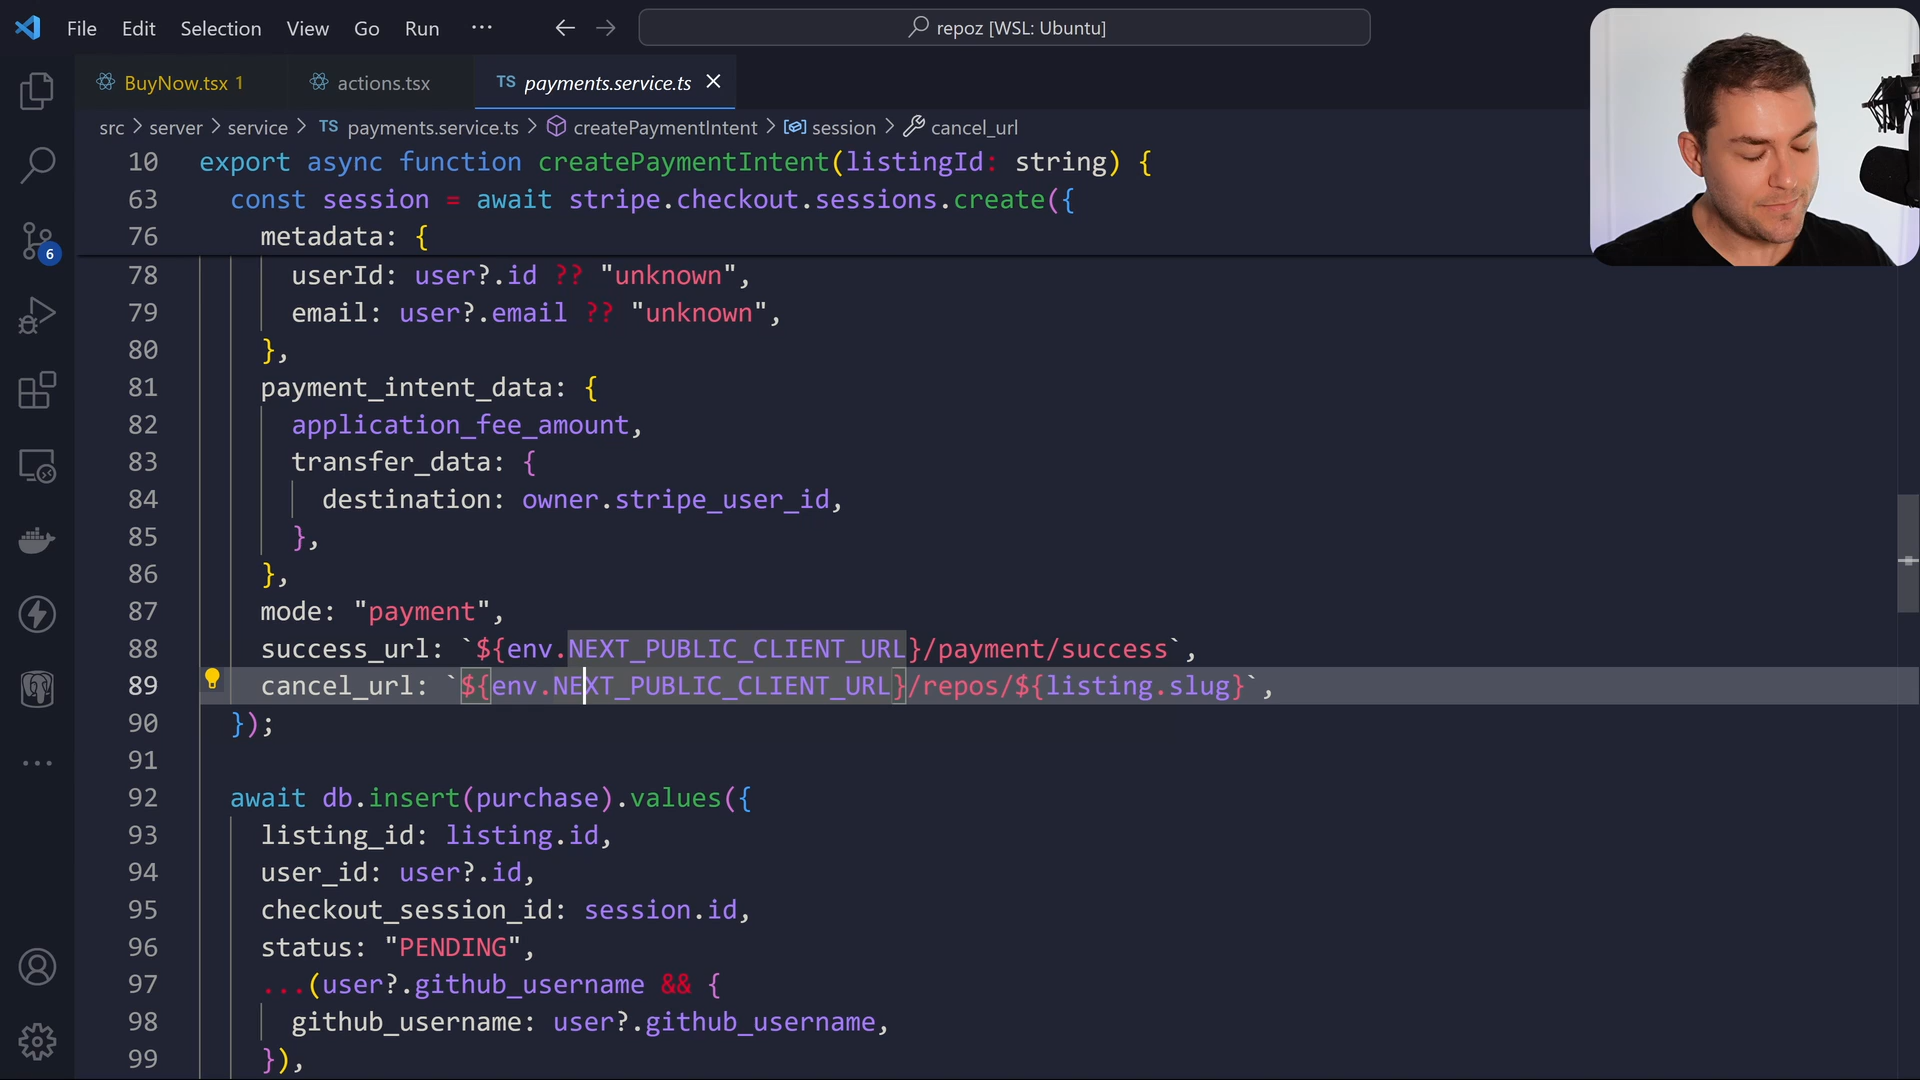 File Edit Selection View Go Run ··· repoz [WSL: Ubuntu]
BuyNow.tsx 1 actions.tsx TS payments.service.ts
src > server > service > TS payments.service.ts > createPaymentIntent > session > cancel_url
10 export async function createPaymentIntent(listingId: string) {
63 const session = await stripe.checkout.sessions.create({
76 metadata: {
78 userId: user?.id ?? "unknown",
79 email: user?.email ?? "unknown",
80 },
81 payment_intent_data: {
82 application_fee_amount,
83 transfer_data: {
84 destination: owner.stripe_user_id,
85 },
86 },
87 mode: "payment",
88 success_url: `${env.NEXT_PUBLIC_CLIENT_URL}/payment/success`,
89 cancel_url: `${env.NEXT_PUBLIC_CLIENT_URL}/repos/${listing.slug}`,
90 });
91
92 await db.insert(purchase).values({
93 listing_id: listing.id,
94 user_id: user?.id,
95 checkout_session_id: session.id,
96 status: "PENDING",
97 ...(user?.github_username && {
98 github_username: user?.github_username,
99 }),
6